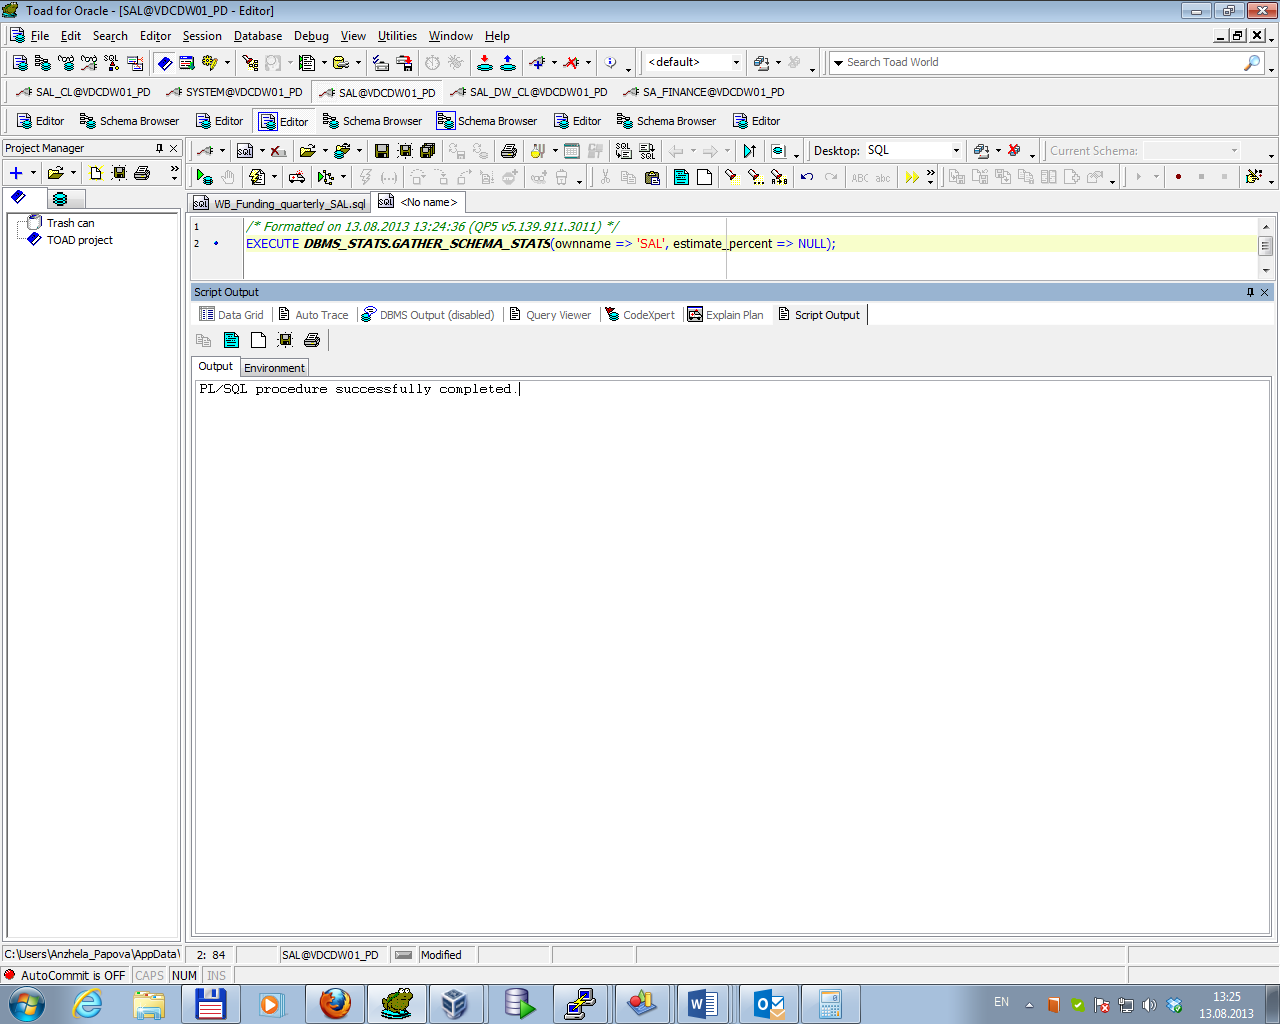 Toad for Oracle - [SAL@VDCDW01_PD - Editor]
File Edit Search Editor Session Database Debug View Utilities Window Help
<default> Search Toad World
SAL_CL@VDCDW01_PD SYSTEM@VDCDW01_PD SAL@VDCDW01_PD SAL_DW_CL@VDCDW01_PD SA_FINANCE@VDCDW01_PD
Editor Schema Browser Editor Editor Schema Browser Schema Browser Editor Schema Browser Editor
Project Manager
SQL Desktop: SQL Current Schema:
ABC abc
WB_Funding_quarterly_SAL.sql <No name>
Trash can
TOAD project
1 /* Formatted on 13.08.2013 13:24:36 (QP5 v5.139.911.3011) */
2 EXECUTE DBMS_STATS.GATHER_SCHEMA_STATS(ownname => 'SAL', estimate_percent => NULL);
Script Output
Data Grid Auto Trace DBMS Output (disabled) Query Viewer CodeXpert Explain Plan Script Output
Output Environment
PL/SQL procedure successfully completed.
C:\Users\Anzhela_Papova\AppData\ 2: 84 SAL@VDCDW01_PD Modified
AutoCommit is OFF CAPS NUM INS
EN 13:25
13.08.2013